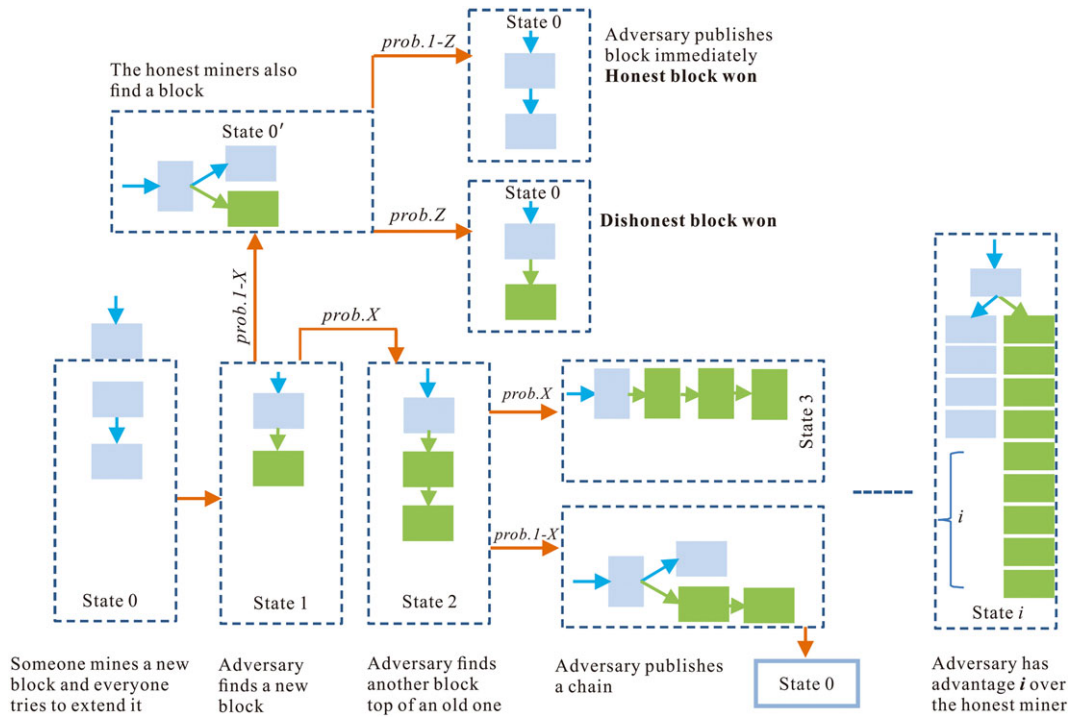 State 0
prob.1-Z
Adversary publishes
block immediately
Honest block won
The honest miners also
find a block
State 0′
State 0
prob.Z
Dishonest block won
prob.1-X
prob.X
prob.X
State 3
prob.1-X
i
State 0
State 1
State 2
State i
Someone mines a new
block and everyone
tries to extend it
Adversary
finds a new
block
Adversary finds
another block
top of an old one
Adversary publishes
a chain
State 0
Adversary has
advantage i over
the honest miner